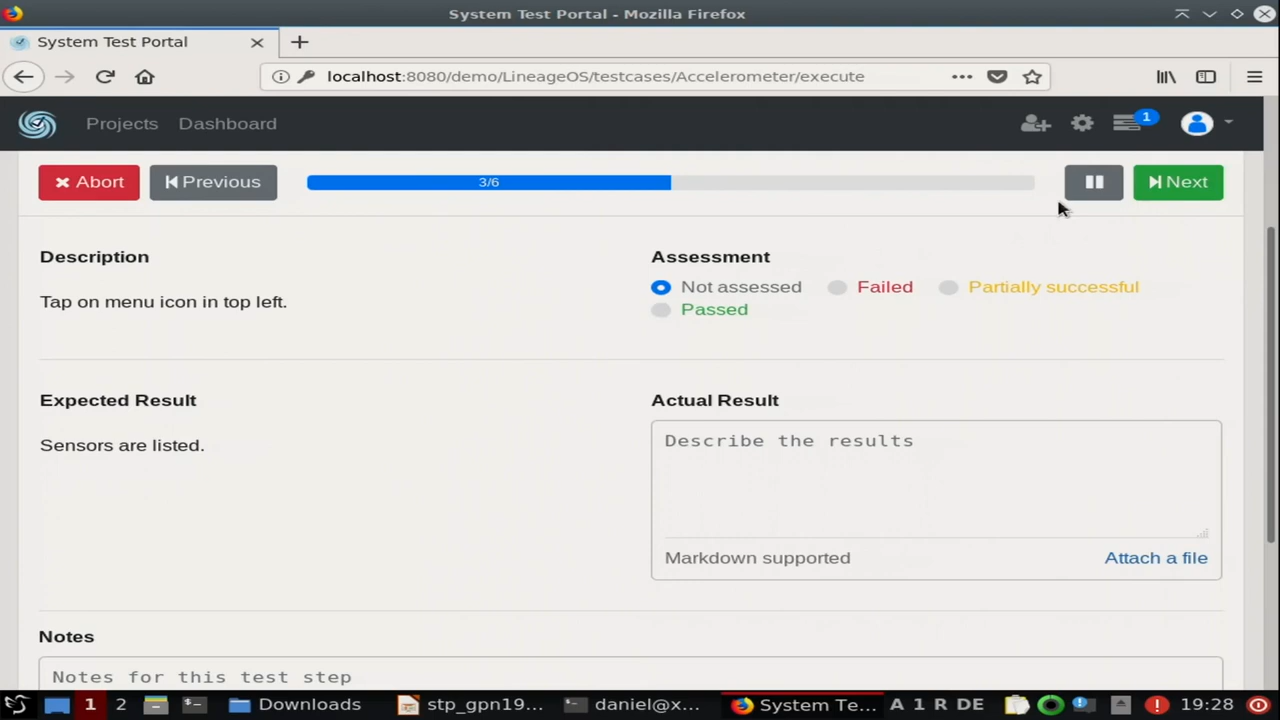 System Test Portal - Mozilla Firefox
System Test Portal
localhost:8080/demo/LineageOS/testcases/Accelerometer/execute
Projects
Dashboard
1
Abort
Previous
3/6
Next
Description
Tap on menu icon in top left.
Assessment
Not assessed
Failed
Partially successful
Passed
Expected Result
Sensors are listed.
Actual Result
Describe the results
Markdown supported
Attach a file
Notes
Notes for this test step
1 2 Downloads stp_gpn19... daniel@x... System Te... A 1 R DE 19:28